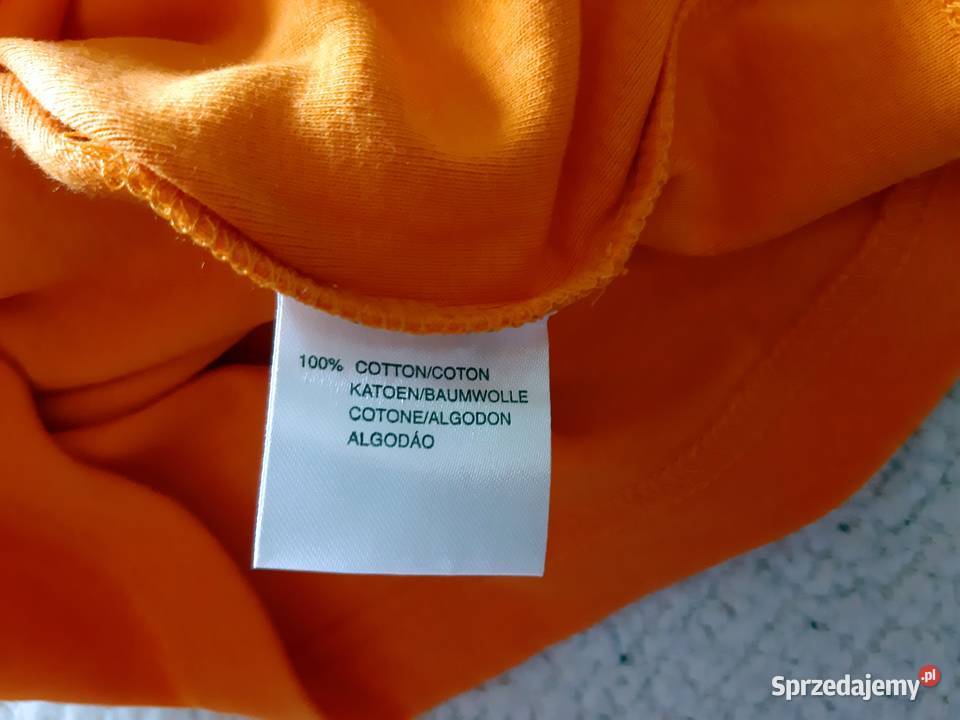 100% COTTON/COTON
KATOEN/BAUMWOLLE
COTONE/ALGODON
ALGODÁO
Sprzedajemy.pl